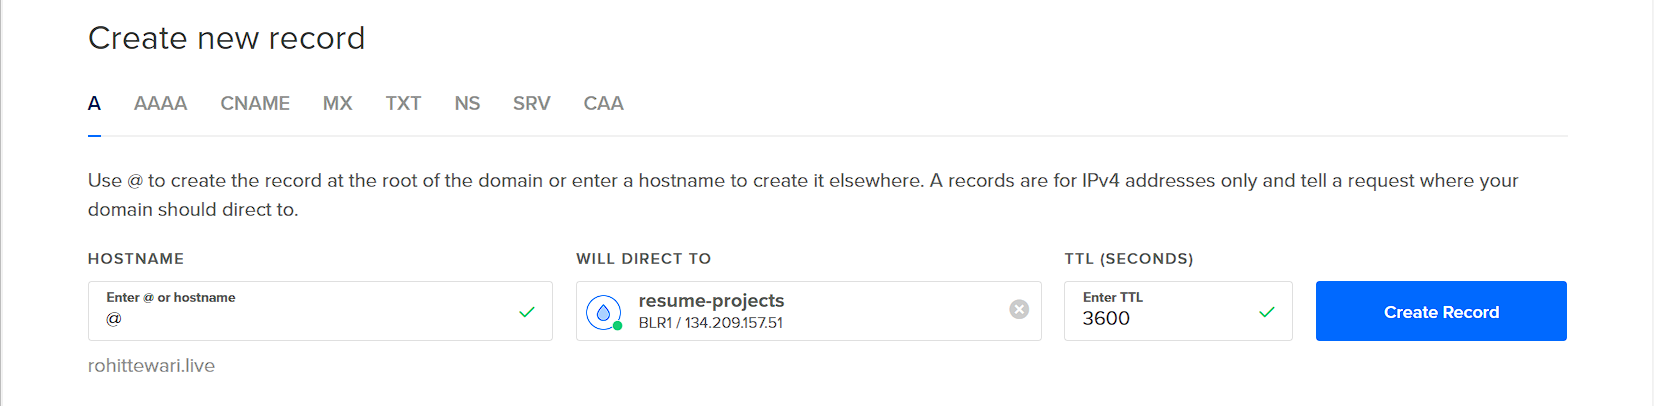 Create new record
A AAAA CNAME MX TXT NS SRV CAA
Use @ to create the record at the root of the domain or enter a hostname to create it elsewhere. A records are for IPv4 addresses only and tell a request where your
domain should direct to.
HOSTNAME
Enter @ or hostname
@
rohittewari.live
WILL DIRECT TO
resume-projects
BLR1 / 134.209.157.51
TTL (SECONDS)
Enter TTL
3600
Create Record